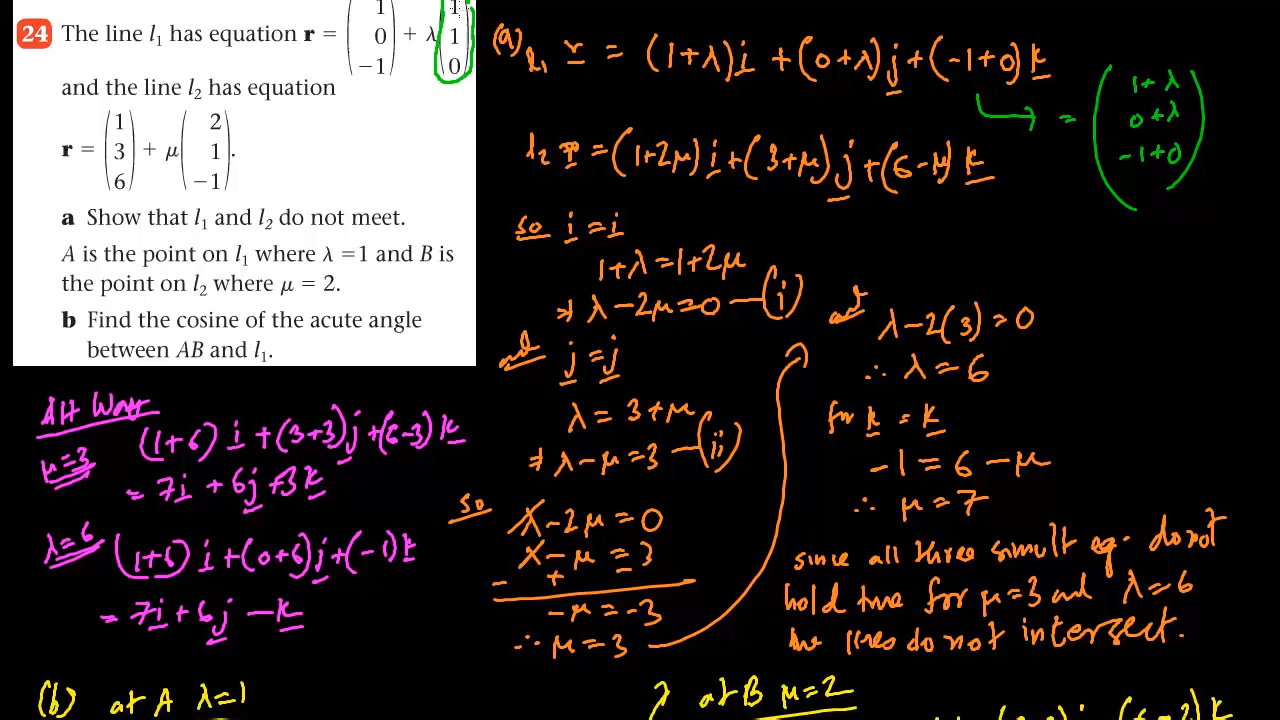 24 The line l₁ has equation r = (1 0 −1) + λ (1 1 0)
and the line l₂ has equation
r = (1 3 6) + μ (2 1 −1).
a Show that l₁ and l₂ do not meet.
A is the point on l₁ where λ =1 and B is
the point on l₂ where μ = 2.
b Find the cosine of the acute angle
between AB and l₁.
(a) l₁ r = (1+λ)i + (0+λ)j + (-1+0)k
= (1+λ 0+λ -1+0)
l₂ r = (1+2μ)i + (3+μ)j + (6-μ)k
so i = i
1+λ = 1+2μ
⇒ λ-2μ = 0 —(i)
and j = j
λ = 3+μ
⇒ λ-μ = 3 —(ii)
so
λ-2μ = 0
λ-μ = 3
- +
-μ = -3
∴ μ = 3
and λ-2(3) = 0
∴ λ = 6
for k = k
-1 = 6-μ
∴ μ = 7
since all three simult eq. do not
hold true for μ=3 and λ=6
the lines do not intersect.
Alt Way
μ=3 (1+6)i + (3+3)j + (6-3)k
= 7i + 6j +3k
λ=6 (1+6)i + (0+6)j + (-1)k
= 7i + 6j - k
(b) at A λ=1
at B μ=2